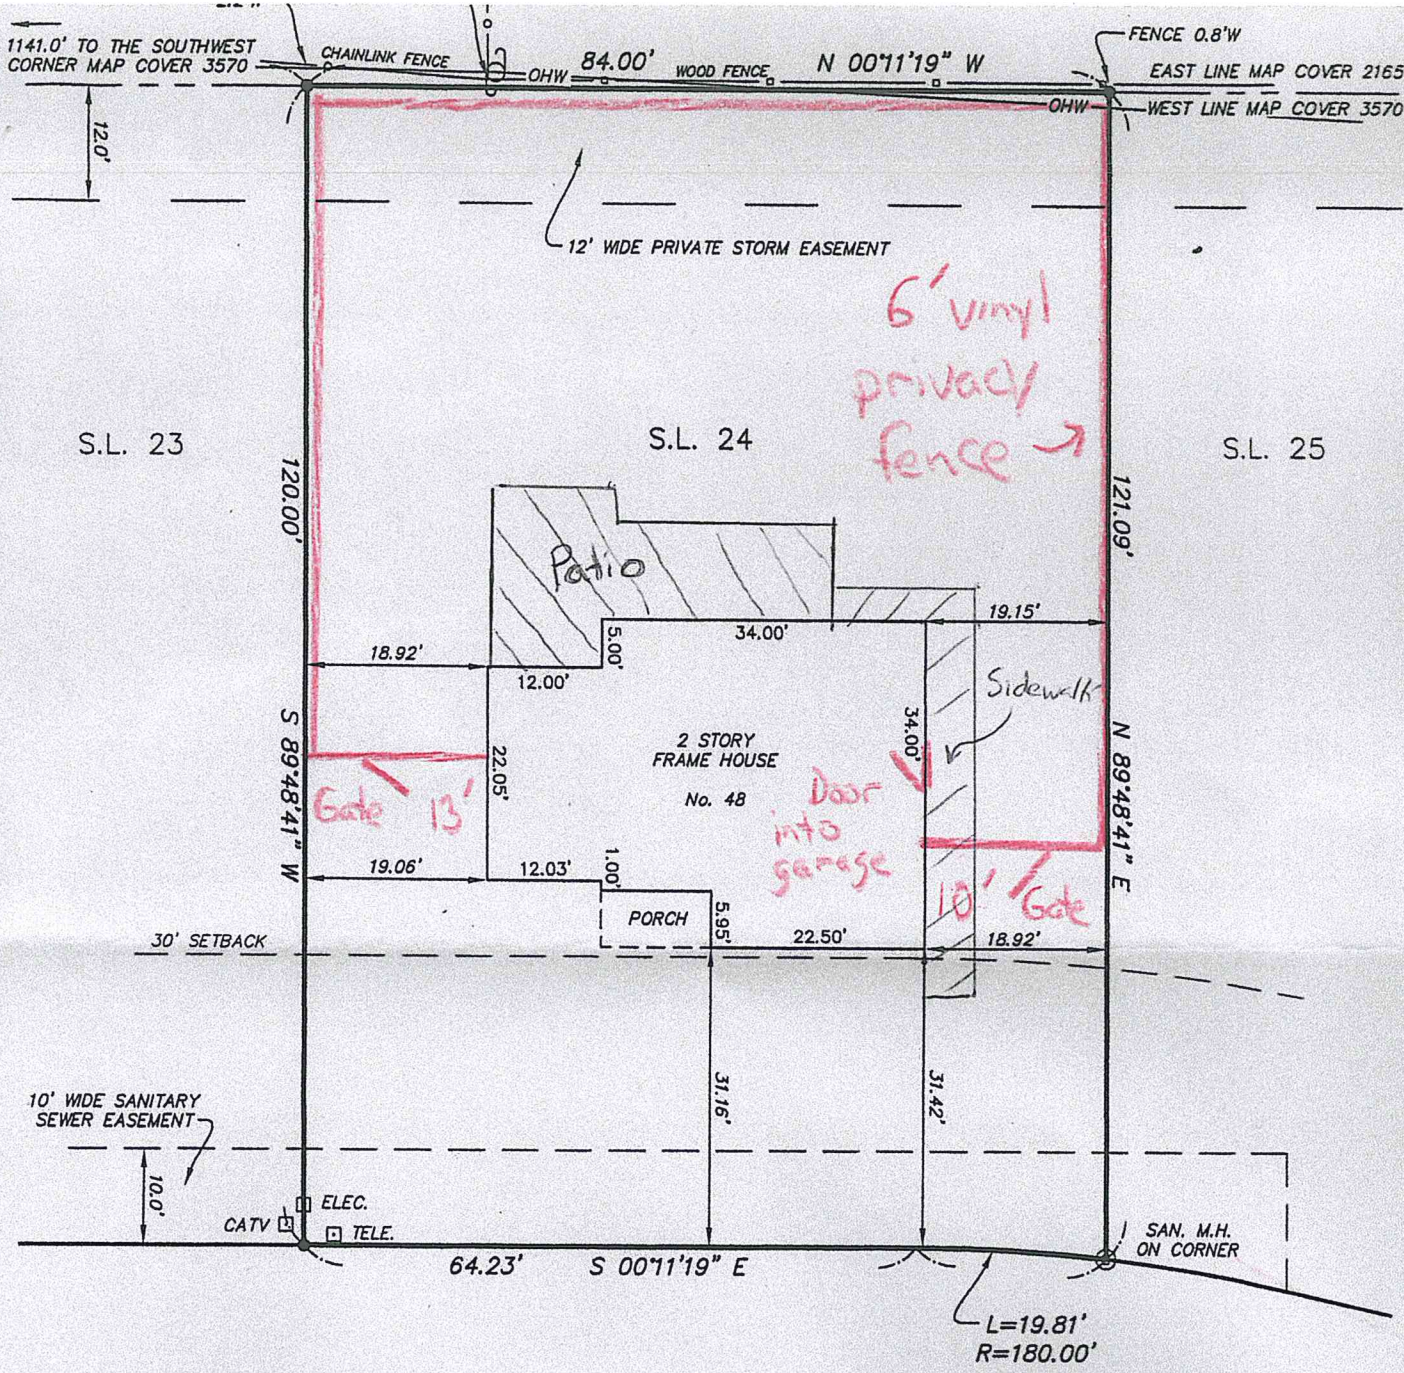 1141.0' TO THE SOUTHWEST
CORNER MAP COVER 3570
CHAINLINK FENCE
OHW
84.00'
WOOD FENCE
N 00°11'19" W
FENCE 0.8'W
EAST LINE MAP COVER 2165
OHW
WEST LINE MAP COVER 3570
12.0'
12' WIDE PRIVATE STORM EASEMENT
6' vinyl
privacy
fence
S.L. 23
S.L. 24
S.L. 25
120.00'
121.09'
Patio
5.00'
34.00'
19.15'
18.92'
12.00'
Sidewalk
S 89°48'41" W
22.05'
2 STORY
FRAME HOUSE
No. 48
34.00'
N 89°48'41" E
Gate 13'
Door
into
garage
10' Gate
19.06'
12.03'
1.00'
PORCH
5.95'
22.50'
18.92'
30' SETBACK
31.16'
31.42'
10' WIDE SANITARY
SEWER EASEMENT
10.0'
ELEC.
CATV
TELE.
SAN. M.H.
ON CORNER
64.23'
S 00°11'19" E
L=19.81'
R=180.00'